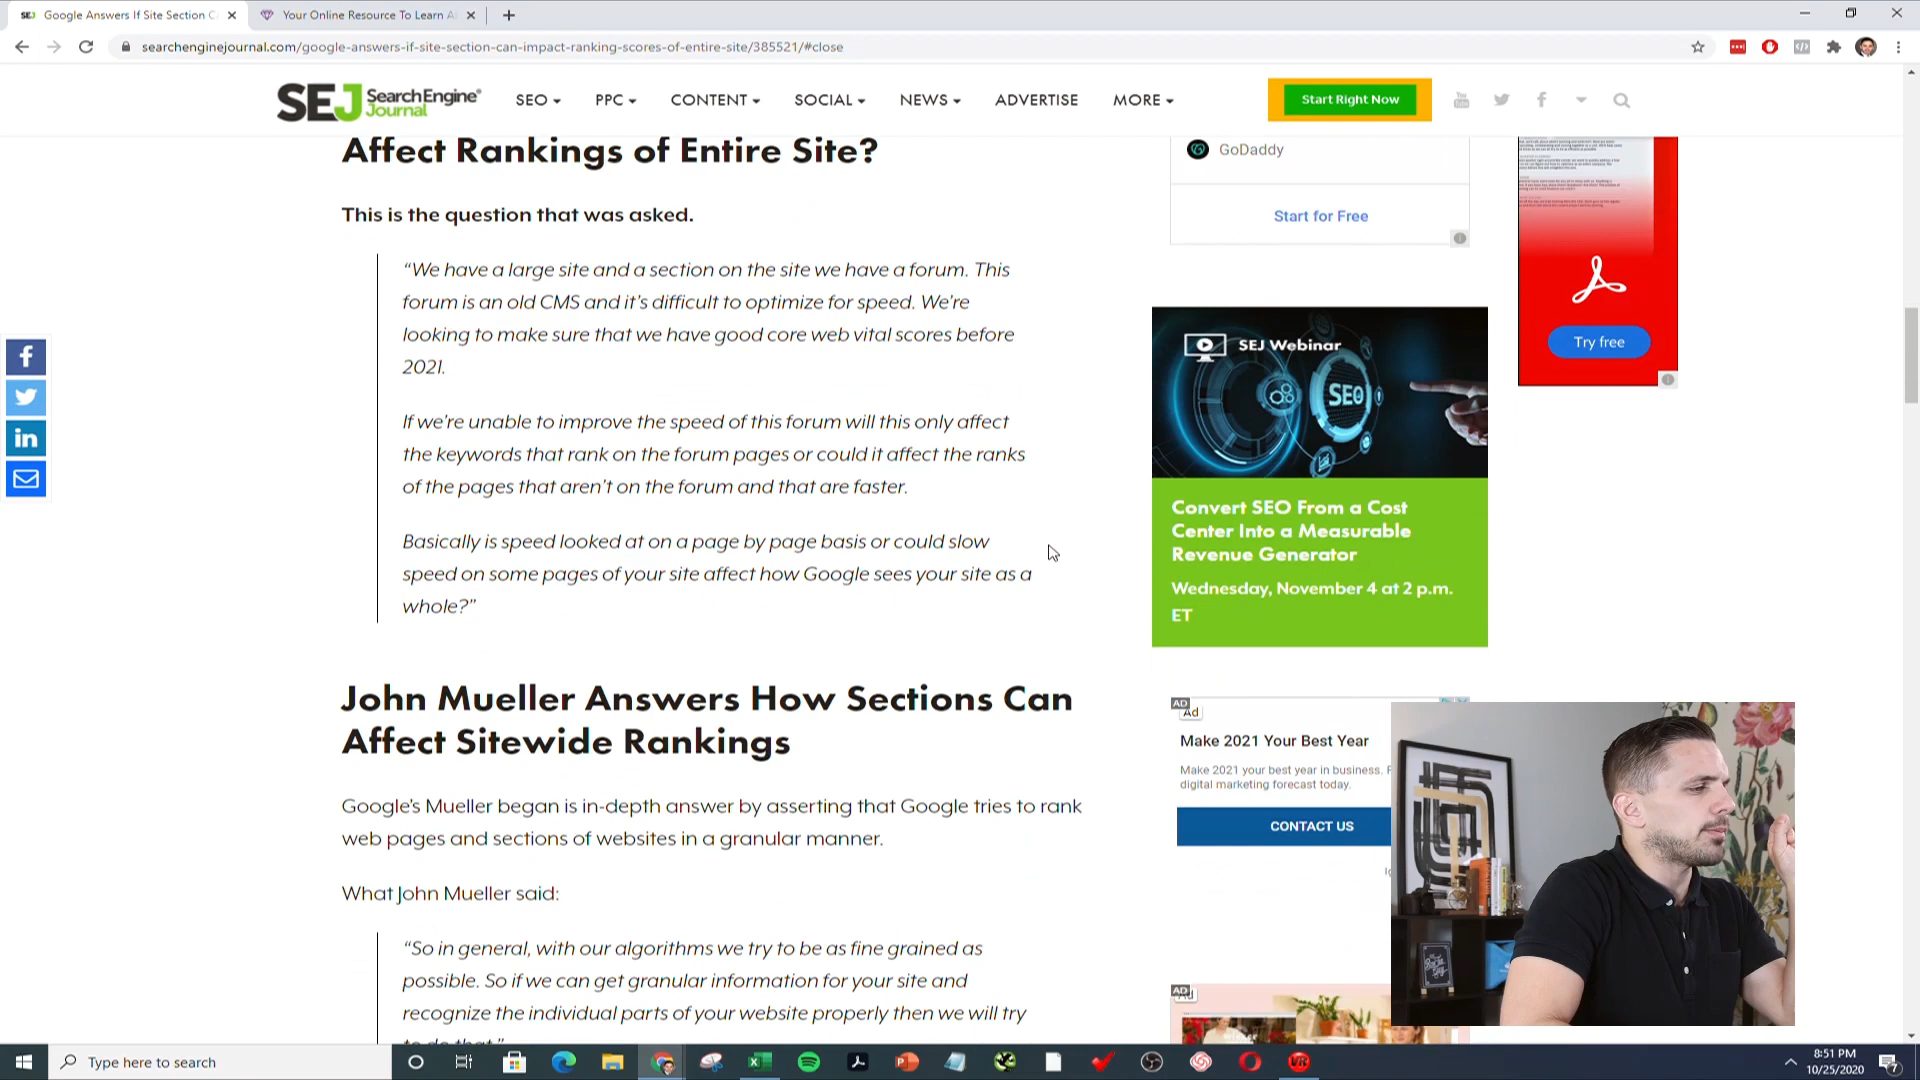 SEJ Google Answers If Site Section C
Your Online Resource To Learn A
searchenginejournal.com/google-answers-if-site-section-can-impact-ranking-scores-of-entire-site/385521/#close
SEJ SearchEngine Journal
SEO
PPC
CONTENT
SOCIAL
NEWS
ADVERTISE
MORE
Start Right Now
You Tube
Affect Rankings of Entire Site?
This is the question that was asked.
“We have a large site and a section on the site we have a forum. This
forum is an old CMS and it’s difficult to optimize for speed. We’re
looking to make sure that we have good core web vital scores before
2021.
If we’re unable to improve the speed of this forum will this only affect
the keywords that rank on the forum pages or could it affect the ranks
of the pages that aren’t on the forum and that are faster.
Basically is speed looked at on a page by page basis or could slow
speed on some pages of your site affect how Google sees your site as a
whole?”
John Mueller Answers How Sections Can
Affect Sitewide Rankings
Google’s Mueller began is in-depth answer by asserting that Google tries to rank
web pages and sections of websites in a granular manner.
What John Mueller said:
“So in general, with our algorithms we try to be as fine grained as
possible. So if we can get granular information for your site and
recognize the individual parts of your website properly then we will try
to do that.”
GoDaddy
Start for Free
Try free
SEJ Webinar
SEO
Convert SEO From a Cost
Center Into a Measurable
Revenue Generator
Wednesday, November 4 at 2 p.m.
ET
AD
Ad
Make 2021 Your Best Year
Make 2021 your best year in business. F
digital marketing forecast today.
CONTACT US
AD
Ad
Type here to search
8:51 PM
10/25/2020
7